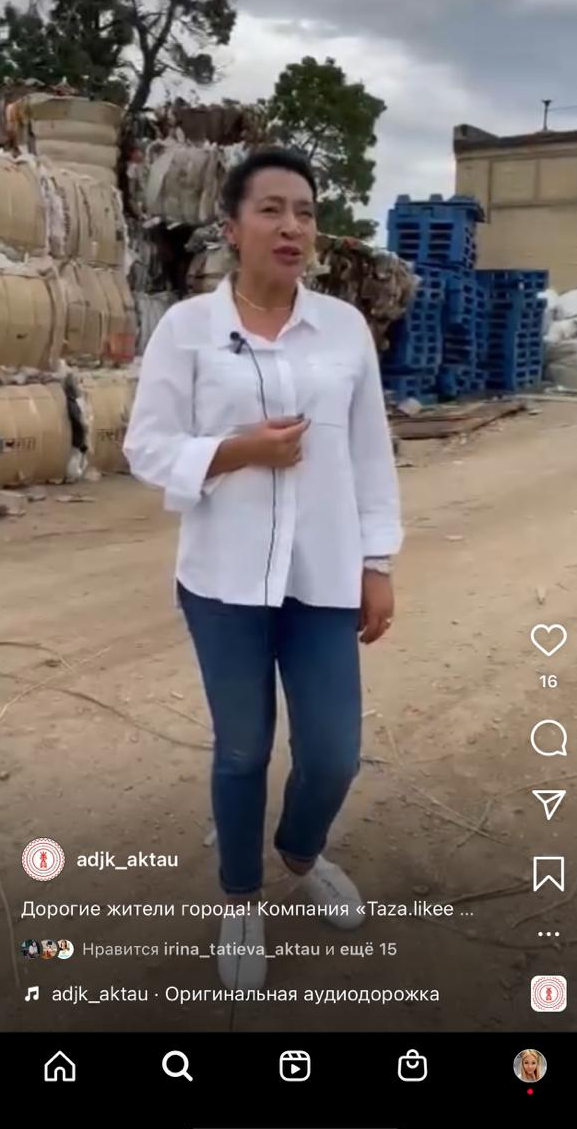 16
adjk_aktau
Дорогие жители города! Компания «Taza.likee ...
Нравится irina_tatieva_aktau и ещё 15
adjk_aktau · Оригинальная аудиодорожка